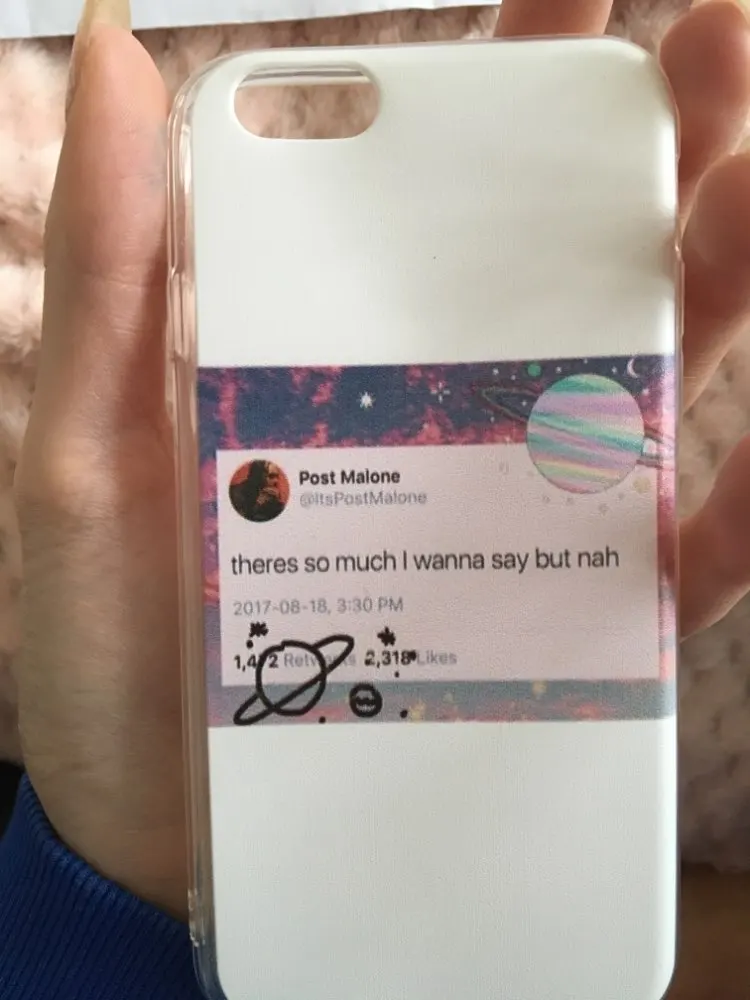 Post Malone
@ItsPostMalone
theres so much I wanna say but nah
2017-08-18, 3:30 PM
2,318 Likes